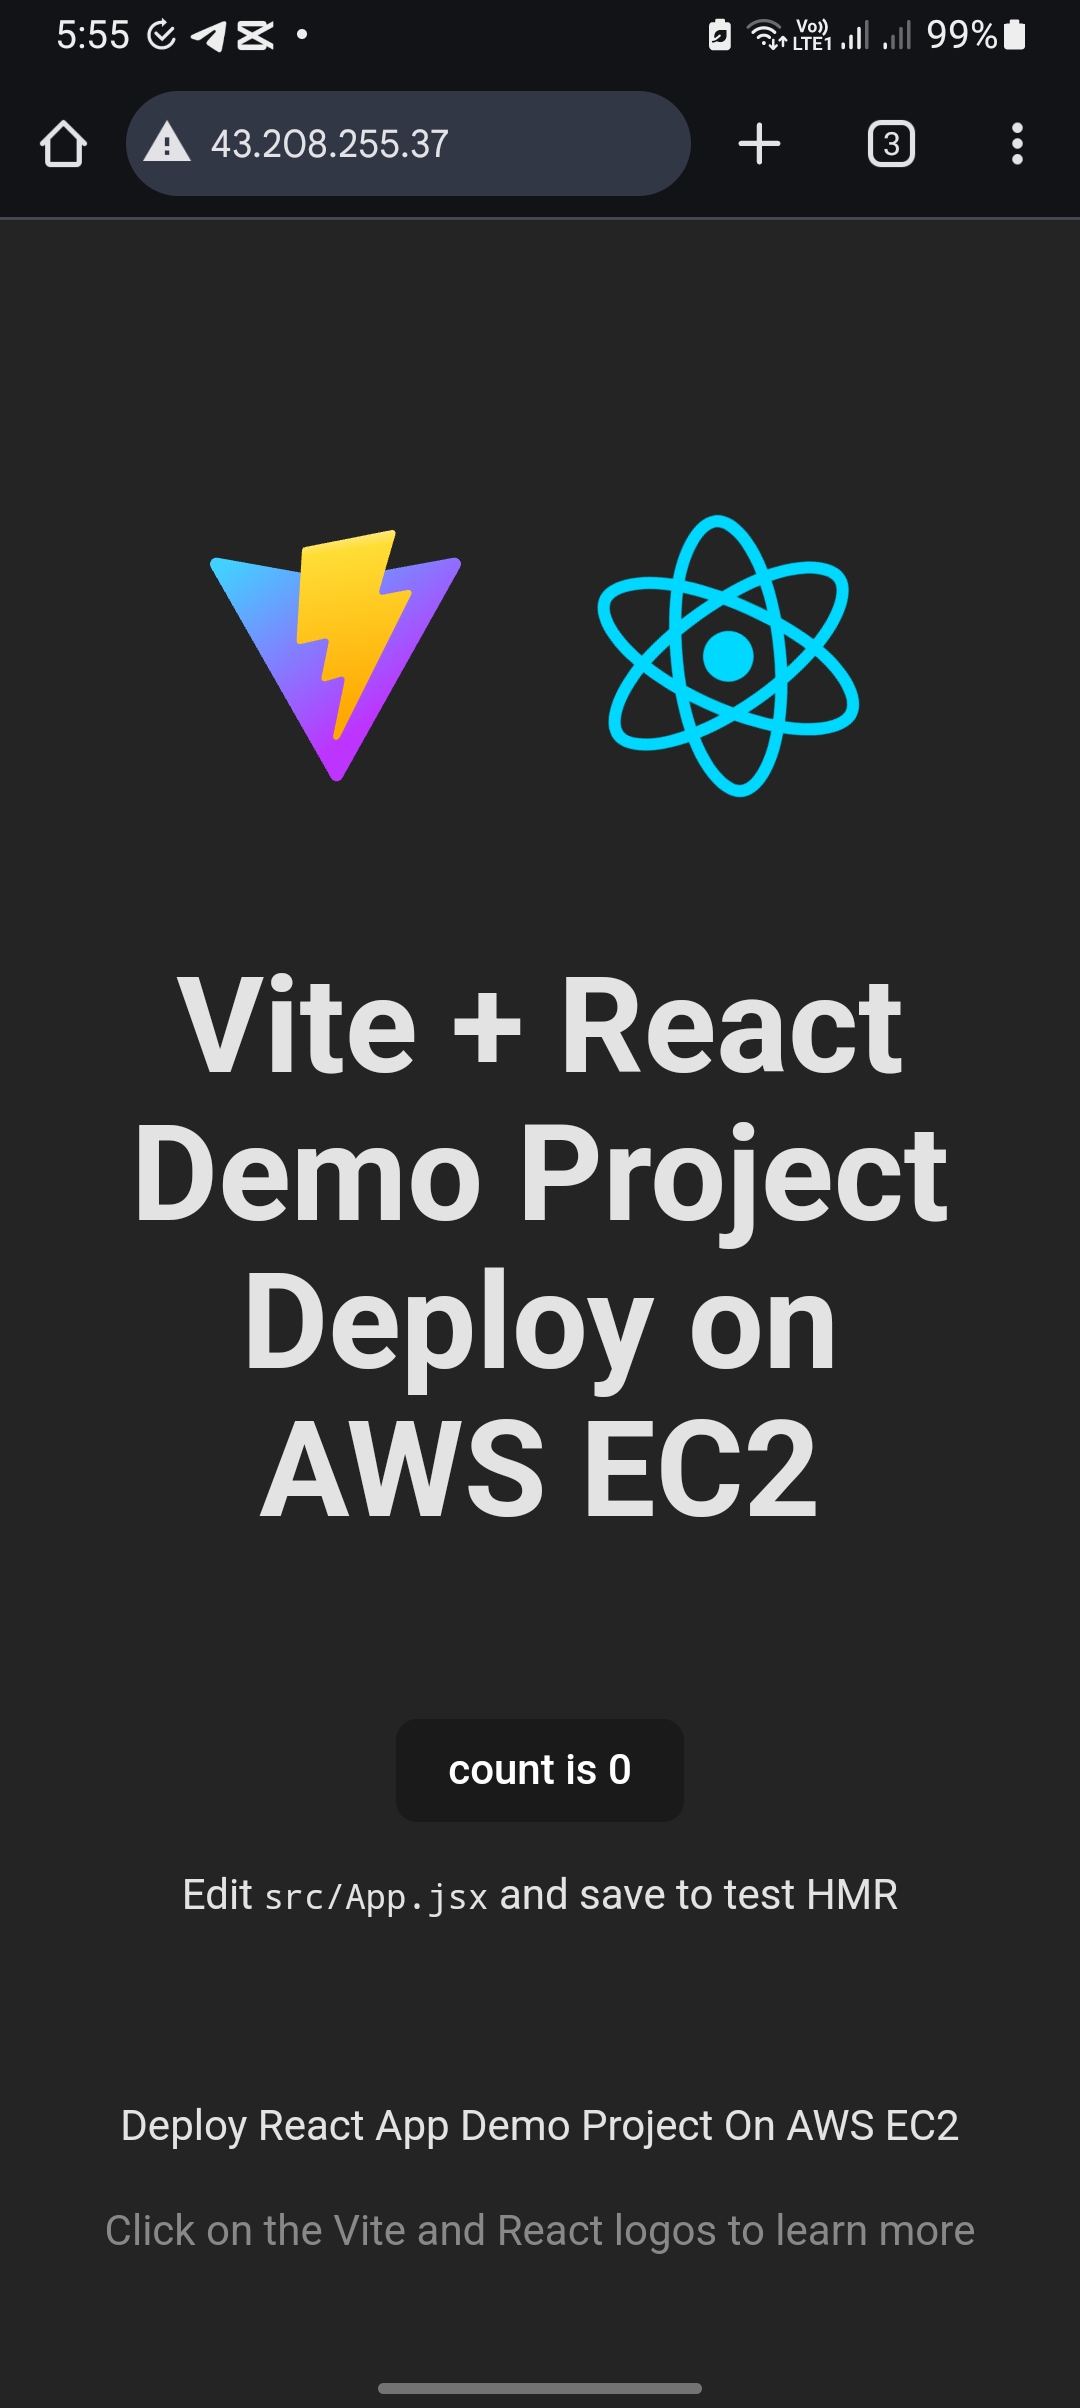 5:55
Vo))
LTE1
99%
43.208.255.37
3
Vite + React
Demo Project
Deploy on
AWS EC2
count is 0
Edit src/App.jsx and save to test HMR
Deploy React App Demo Project On AWS EC2
Click on the Vite and React logos to learn more